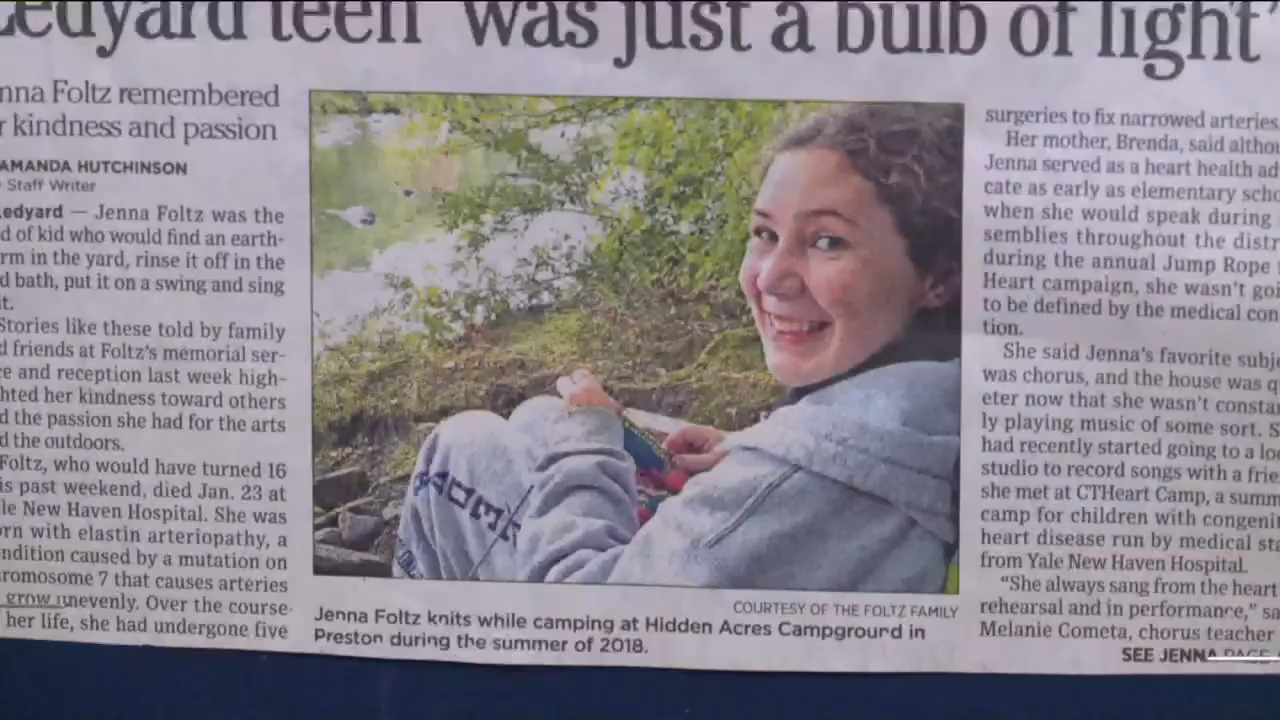 Ledyard teen 'was just a bulb of light'
nna Foltz remembered
r kindness and passion
AMANDA HUTCHINSON
Staff Writer
edyard — Jenna Foltz was the
d of kid who would find an earth-
rm in the yard, rinse it off in the
d bath, put it on a swing and sing
it.
Stories like these told by family
d friends at Foltz's memorial ser-
ce and reception last week high-
hted her kindness toward others
d the passion she had for the arts
d the outdoors.
Foltz, who would have turned 16
is past weekend, died Jan. 23 at
le New Haven Hospital. She was
orn with elastin arteriopathy, a
ndition caused by a mutation on
romosome 7 that causes arteries
grow unevenly. Over the course
her life, she had undergone five
COURTESY OF THE FOLTZ FAMILY
Jenna Foltz knits while camping at Hidden Acres Campground in
Preston during the summer of 2018.
surgeries to fix narrowed arteries.
Her mother, Brenda, said althou
Jenna served as a heart health ad
cate as early as elementary scho
when she would speak during
semblies throughout the distr
during the annual Jump Rope
Heart campaign, she wasn't goi
to be defined by the medical con
tion.
She said Jenna's favorite subje
was chorus, and the house was q
eter now that she wasn't consta
ly playing music of some sort. S
had recently started going to a loc
studio to record songs with a frie
she met at CTHeart Camp, a summ
camp for children with congeni
heart disease run by medical sta
from Yale New Haven Hospital.
"She always sang from the heart
rehearsal and in performance," sa
Melanie Cometa, chorus teacher
SEE JENNA PAGE